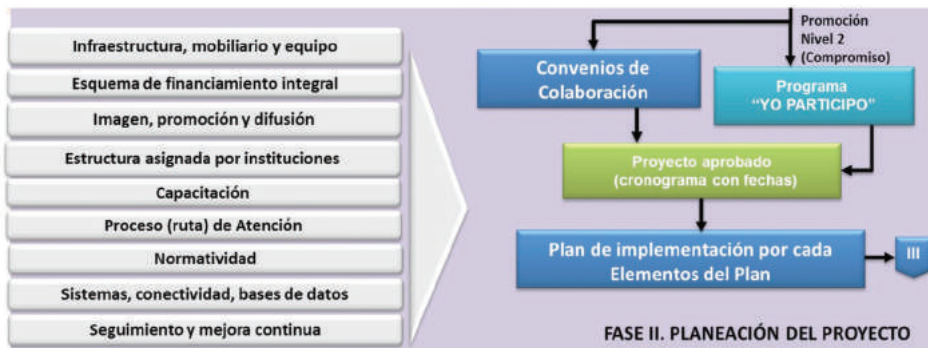 Infraestructura, mobiliario y equipo
Esquema de financiamiento integral
Imagen, promoción y difusión
Estructura asignada por instituciones
Capacitación
Proceso (ruta) de Atención
Normatividad
Sistemas, conectividad, bases de datos
Seguimiento y mejora continua
Promoción
Nivel 2
(Compromiso)
Convenios de
Colaboración
Programa
“YO PARTICIPO”
Proyecto aprobado
(cronograma con fechas)
Plan de implementación por cada
Elementos del Plan
III
FASE II. PLANEACIÓN DEL PROYECTO